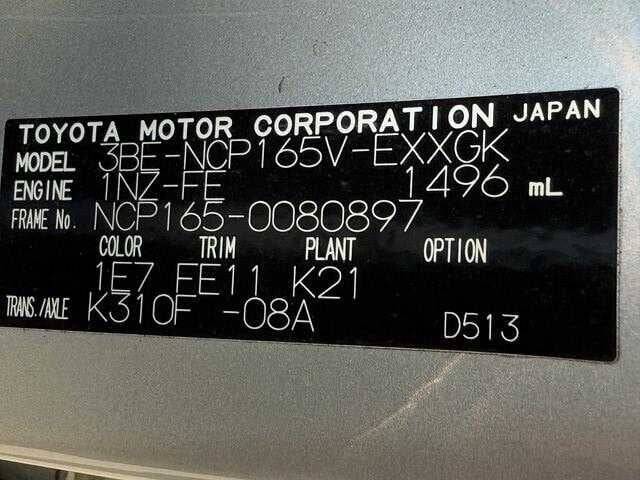 TOYOTA MOTOR CORPORATION JAPAN
MODEL 3BE-NCP165V-EXXGK
ENGINE 1NZ-FE 1496 mL
FRAME No. NCP165-0080897
COLOR TRIM PLANT OPTION
1E7 FE11 K21
TRANS./AXLE K310F -08A D513